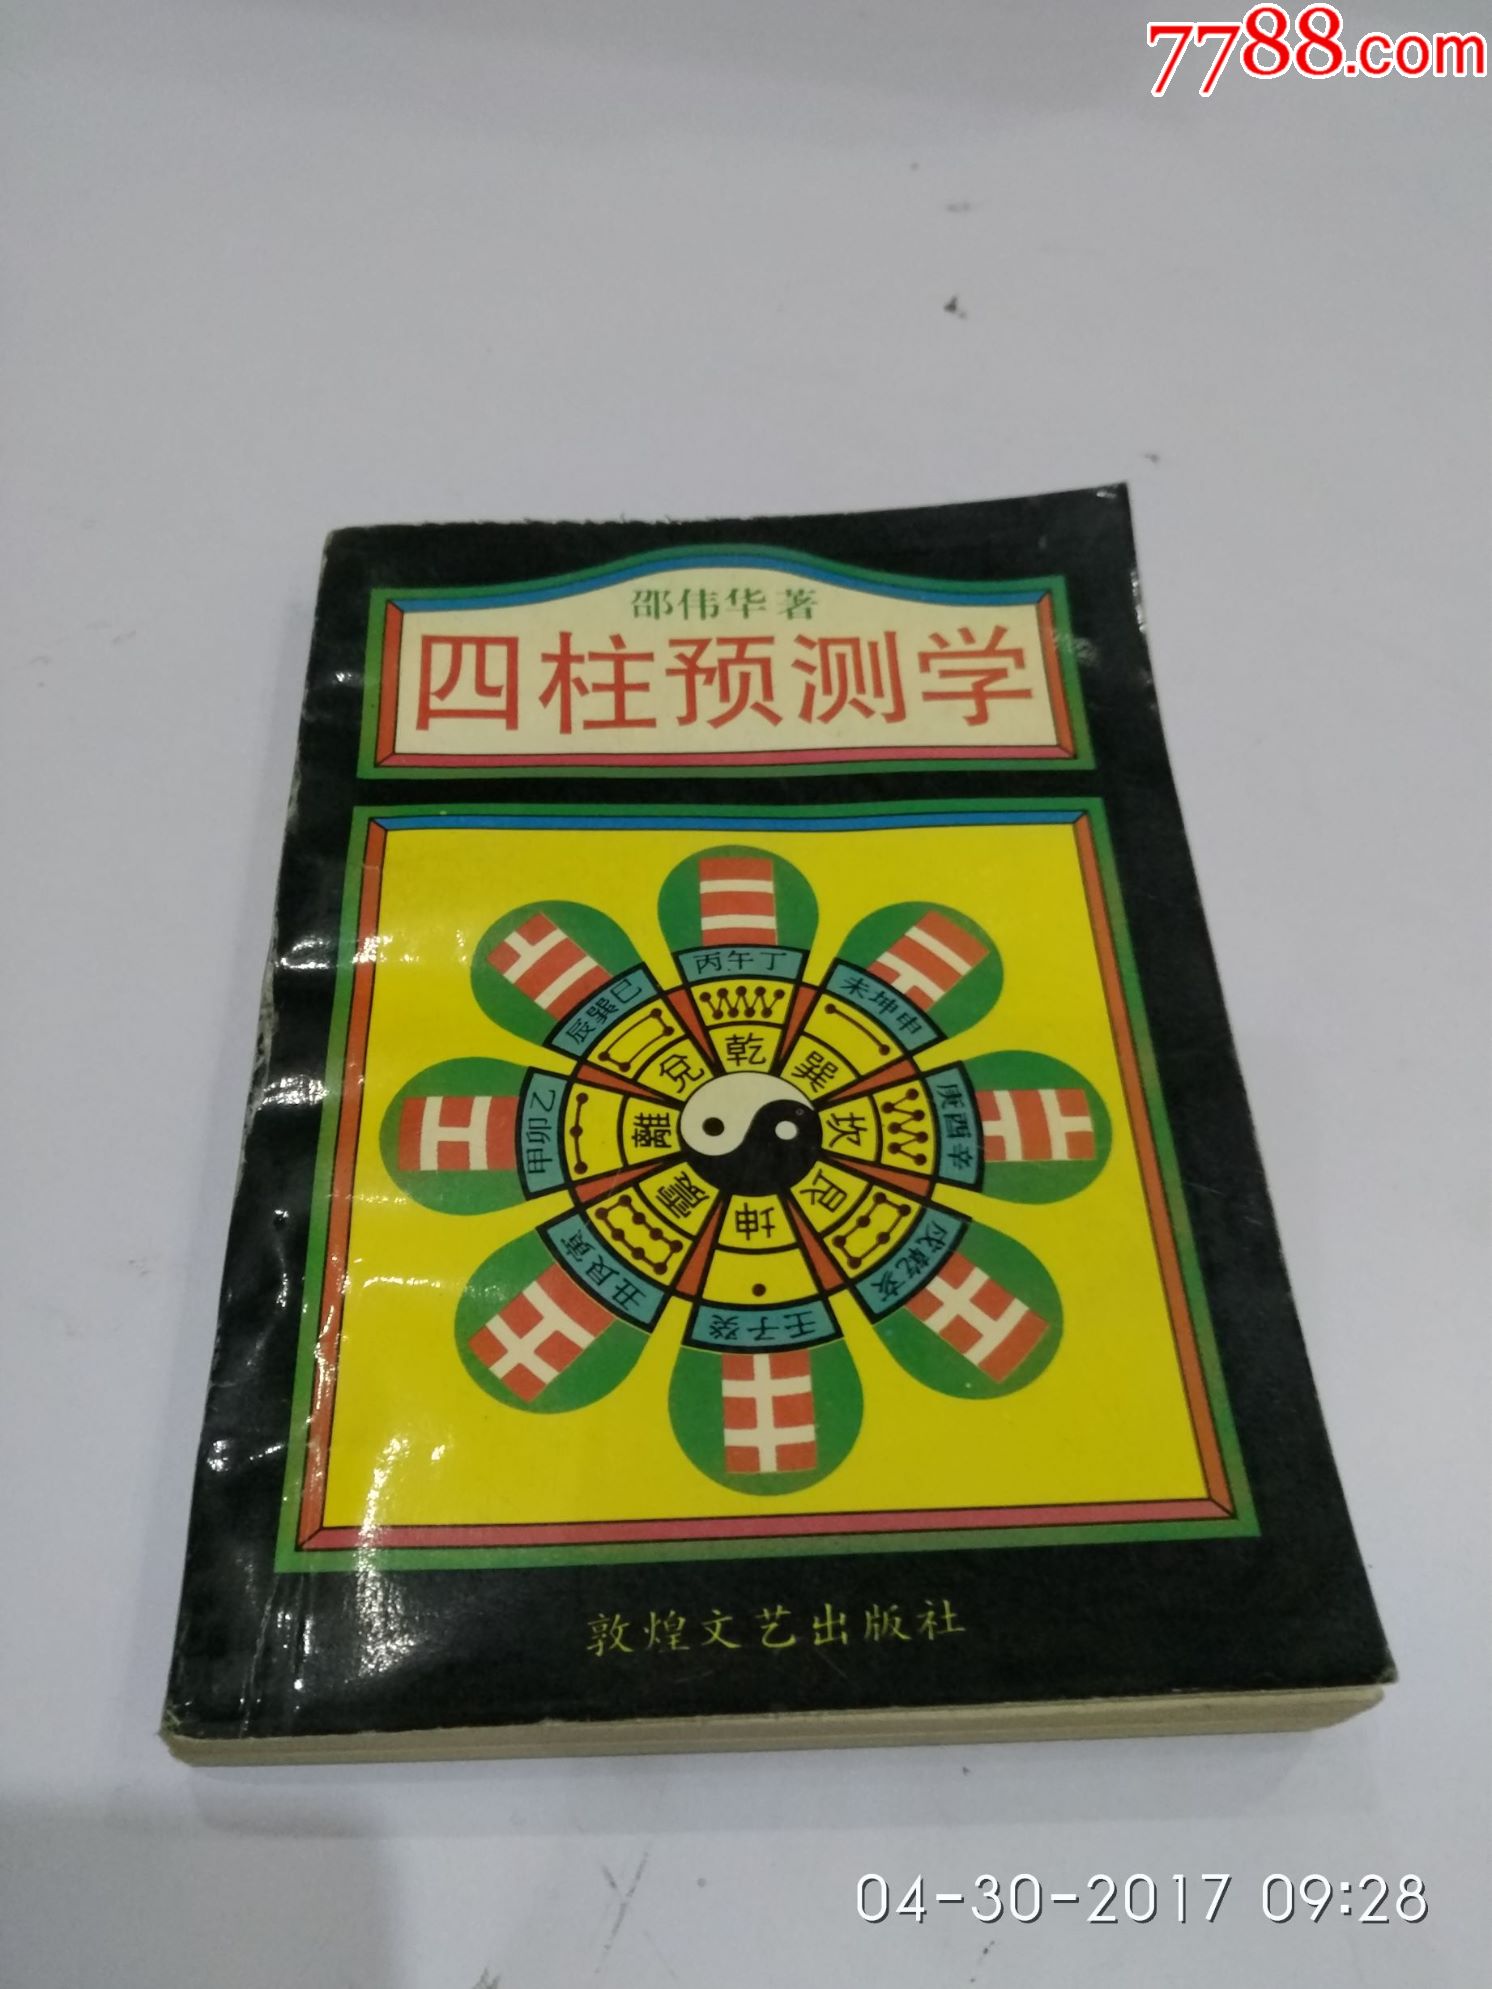 7788.com
邵伟华著
四柱预测学
丙午丁
未坤申
庚酉辛
戌乾亥
壬子癸
丑艮寅
甲卯乙
辰巽巳
乾
巽
坎
艮
坤
震
離
兌
敦煌文艺出版社
04-30-2017 09:28